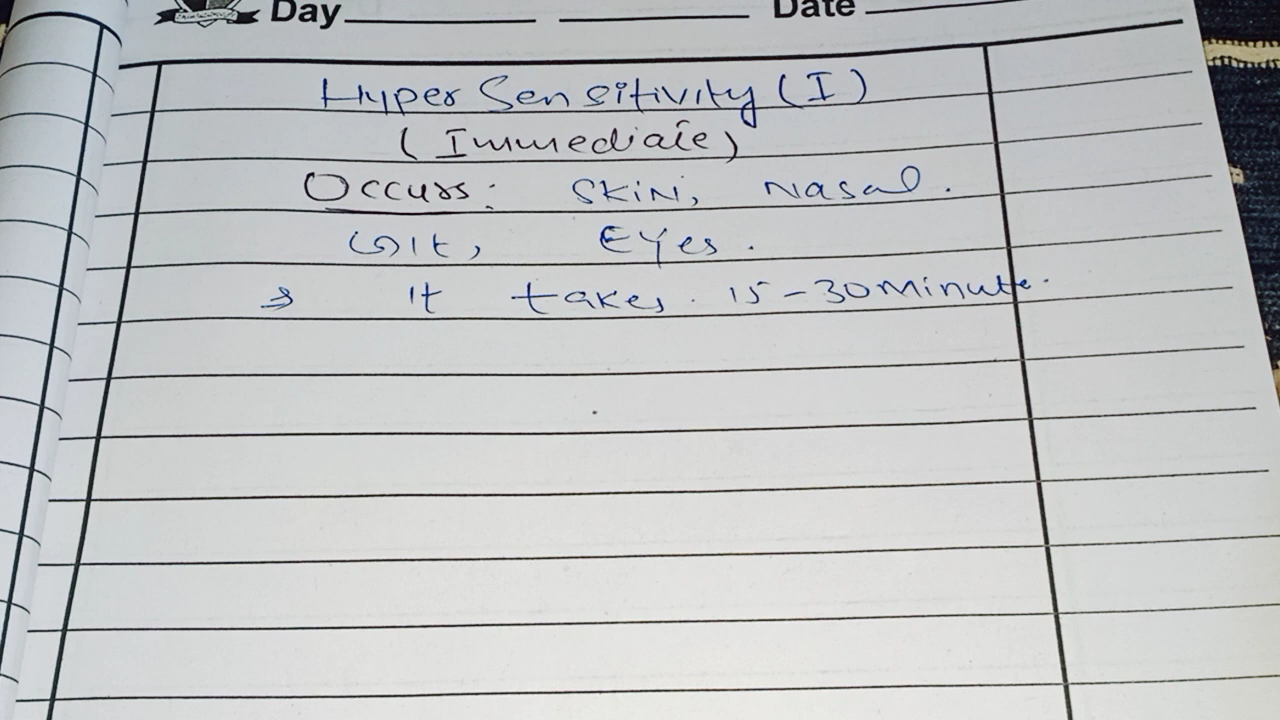 Day Date
Hyper Sensitivity (I)
(Immediate)
Occurs: Skin, Nasal.
GIt, Eyes.
⇒ It takes. 15-30 Minute.